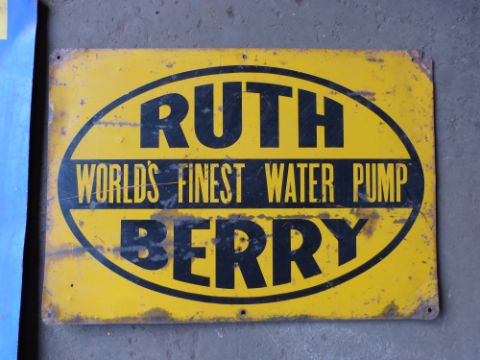 RUTH
WORLD'S FINEST WATER PUMP
BERRY